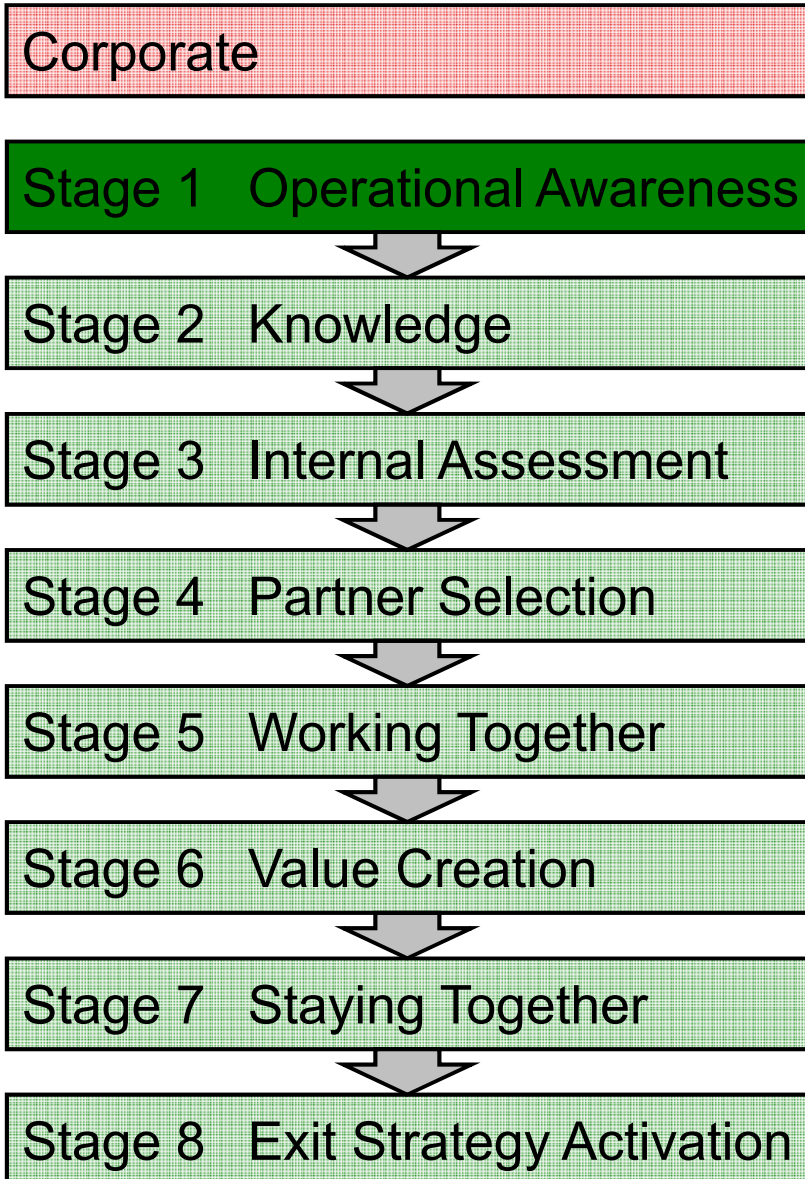 Corporate
Stage 1 Operational Awareness
Stage 2 Knowledge
Stage 3 Internal Assessment
Stage 4 Partner Selection
Stage 5 Working Together
Stage 6 Value Creation
Stage 7 Staying Together
Stage 8 Exit Strategy Activation